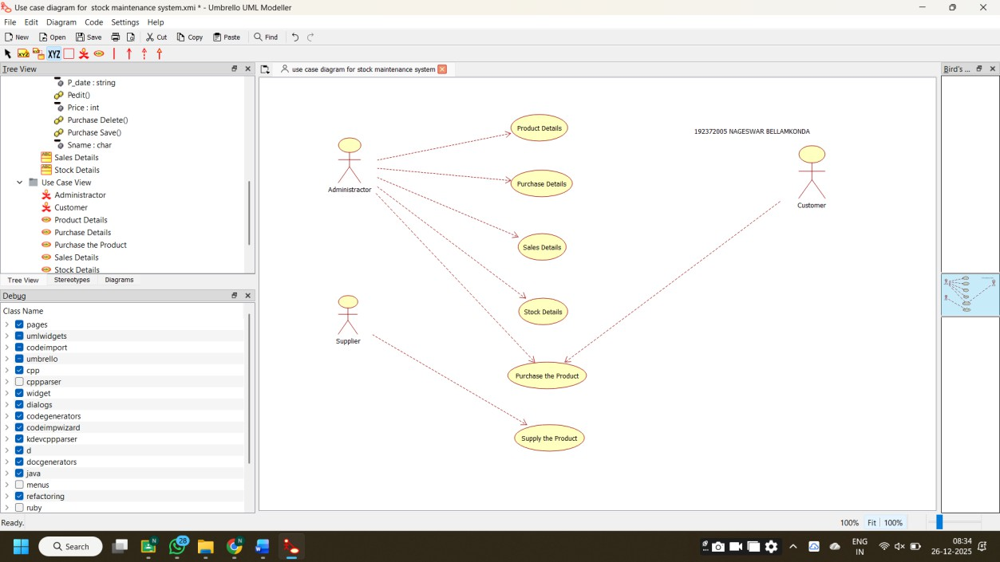 Use case diagram for  stock maintenance system.xmi * - Umbrello UML Modeller
File Edit Diagram Code Settings Help
New Open Save Cut Copy Paste Find
XYZ
Tree View
P_date : string
Pedit()
Price : int
Purchase Delete()
Purchase Save()
Sname : char
Sales Details
Stock Details
Use Case View
Administractor
Customer
Product Details
Purchase Details
Purchase the Product
Sales Details
Stock Details
Tree View Stereotypes Diagrams
Debug
Class Name
pages
umlwidgets
codeimport
umbrello
cpp
cppparser
widget
dialogs
codegenerators
codeimpwizard
kdevcppparser
d
docgenerators
java
menus
refactoring
ruby
use case diagram for stock maintenance system
Product Details
192372005 NAGESWAR BELLAMKONDA
Administractor
Purchase Details
Customer
Sales Details
Stock Details
Supplier
Purchase the Product
Supply the Product
Bird's ...
Ready.
100% Fit 100%
Search
28
N
N
ENG
IN
08:34
26-12-2025